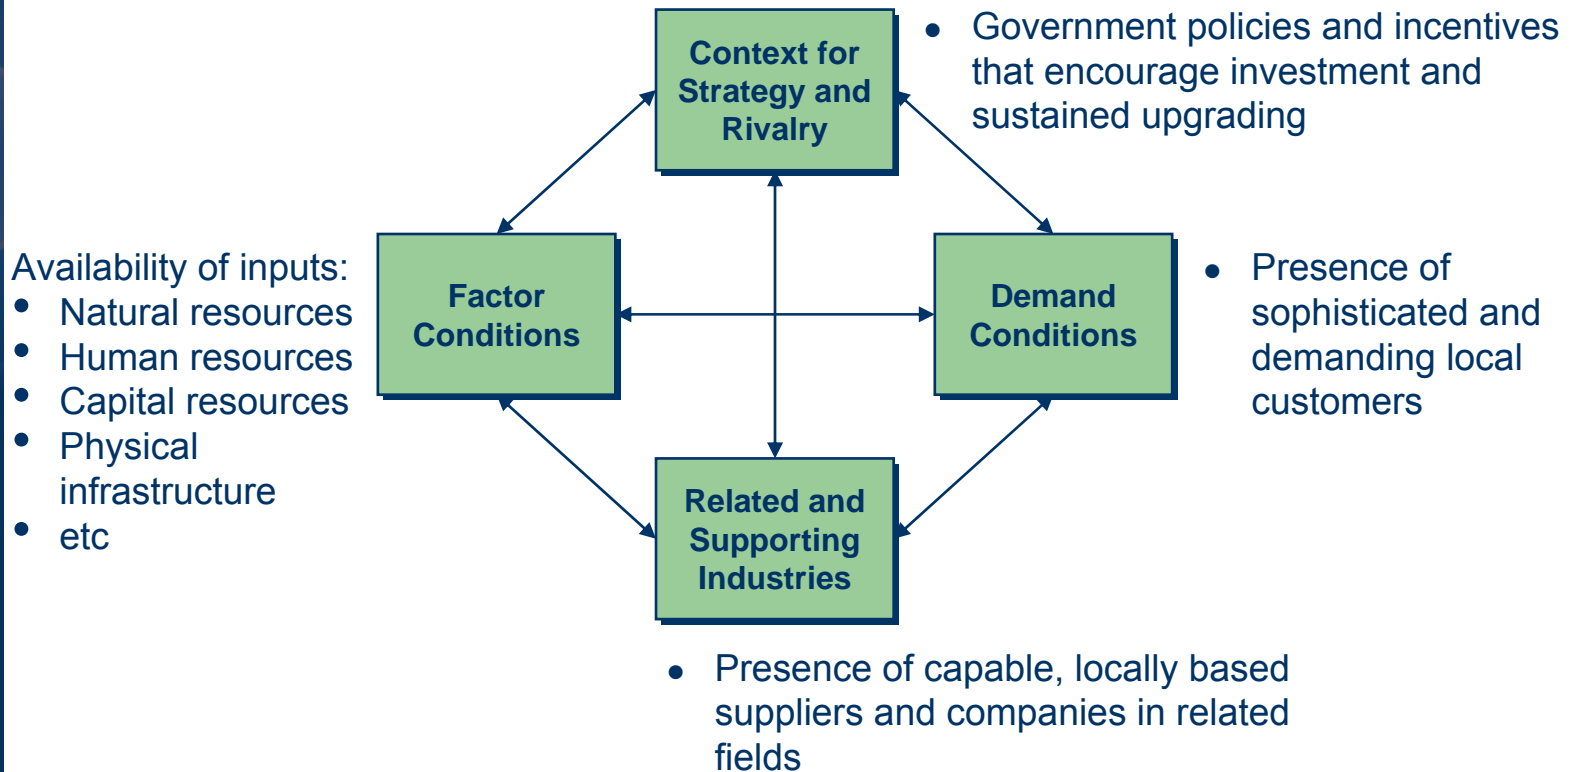 Context for
Strategy and
Rivalry
● Government policies and incentives
that encourage investment and
sustained upgrading
Availability of inputs:
• Natural resources
• Human resources
• Capital resources
• Physical
infrastructure
• etc
Factor
Conditions
Demand
Conditions
● Presence of
sophisticated and
demanding local
customers
Related and
Supporting
Industries
● Presence of capable, locally based
suppliers and companies in related
fields